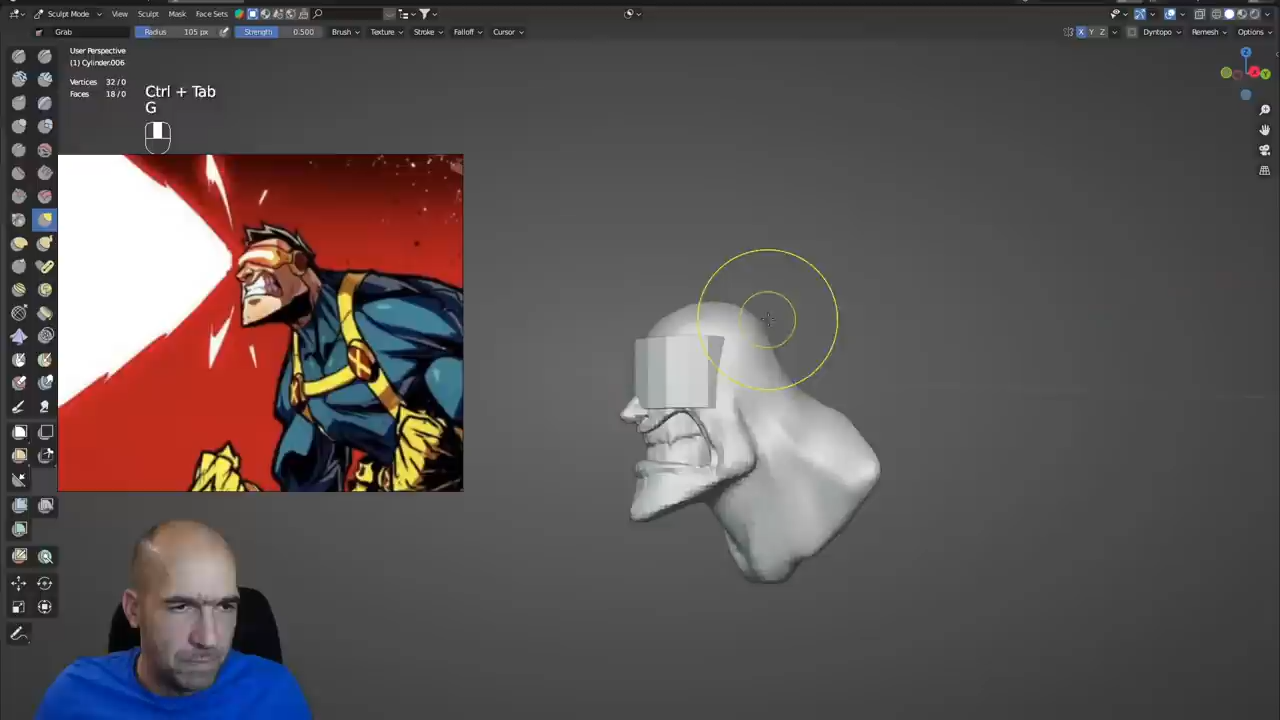 Sculpt Mode View Sculpt Mask Face Sets
Grab Radius 105 px Strength 0.500 Brush Texture Stroke Falloff Cursor X Y Z Dyntopo Remesh Options
User Perspective
(1) Cylinder.006
Vertices 32/0
Faces 18/0
Ctrl + Tab
G
Z
X
Y